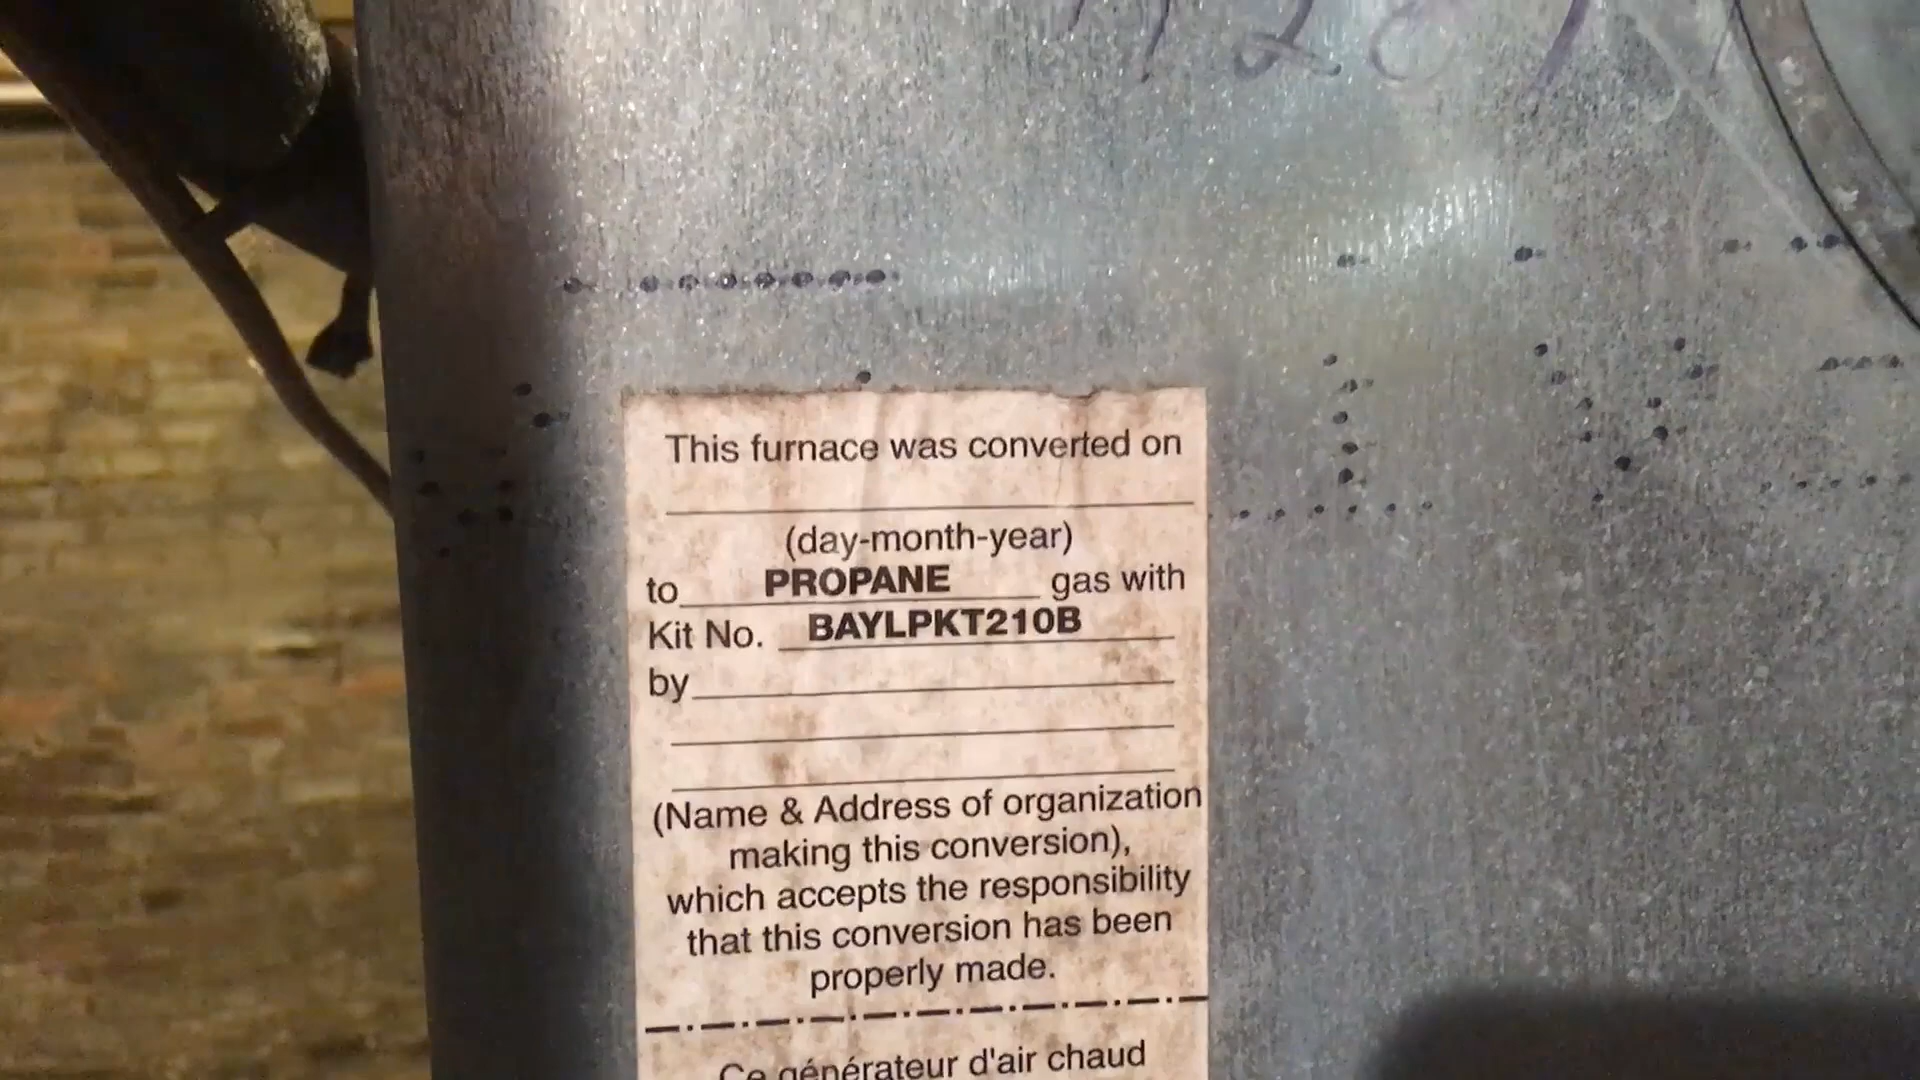 This furnace was converted on
(day-month-year)
to PROPANE gas with
Kit No. BAYLPKT210B
by
(Name & Address of organization
making this conversion),
which accepts the responsibility
that this conversion has been
properly made.
Ce générateur d'air chaud